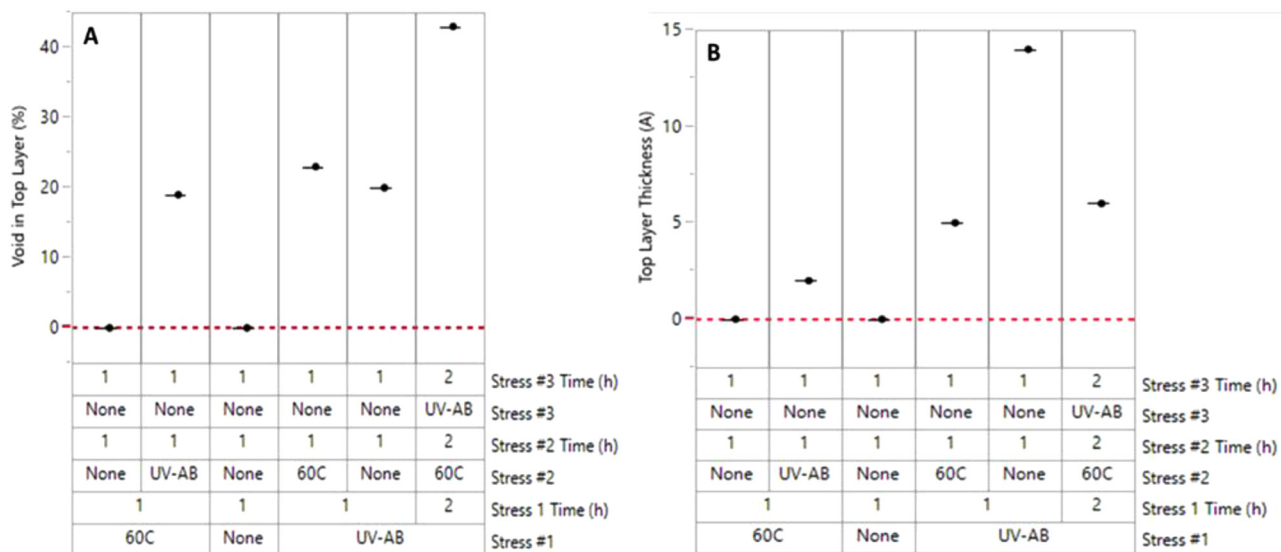 A
Void in Top Layer (%)
40
30
20
10
0
1 1 1 1 1 2 Stress #3 Time (h)
None None None None None UV-AB Stress #3
1 1 1 1 1 2 Stress #2 Time (h)
None UV-AB None 60C None 60C Stress #2
1 1 1 2 Stress 1 Time (h)
60C None UV-AB Stress #1
B
Top Layer Thickness (A)
15
10
5
0
1 1 1 1 1 2 Stress #3 Time (h)
None None None None None UV-AB Stress #3
1 1 1 1 1 2 Stress #2 Time (h)
None UV-AB None 60C None 60C Stress #2
1 1 1 2 Stress 1 Time (h)
60C None UV-AB Stress #1